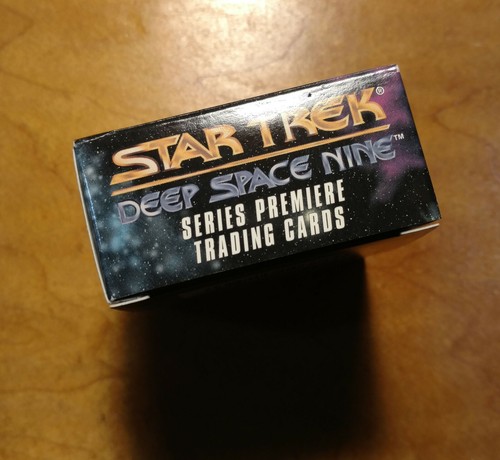 STAR TREK®
DEEP SPACE NINE™
SERIES PREMIERE
TRADING CARDS